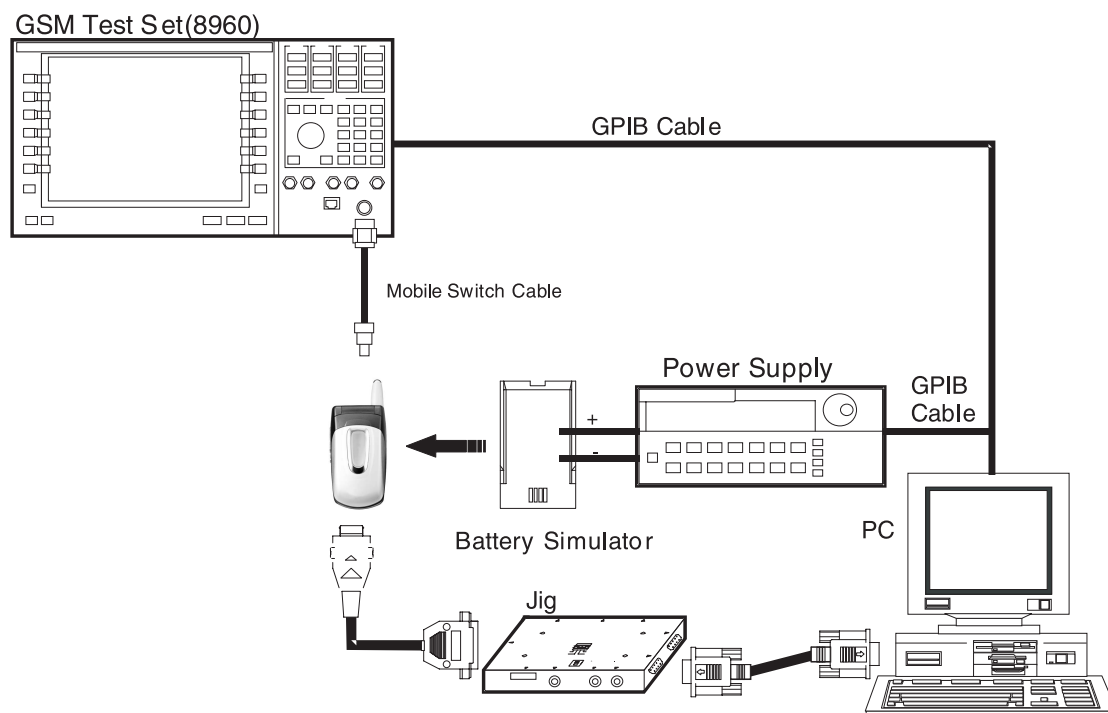 GSM Test Set(8960)
GPIB Cable
Mobile Switch Cable
Power Supply
GPIB
Cable
+
-
PC
Battery Simulator
Jig